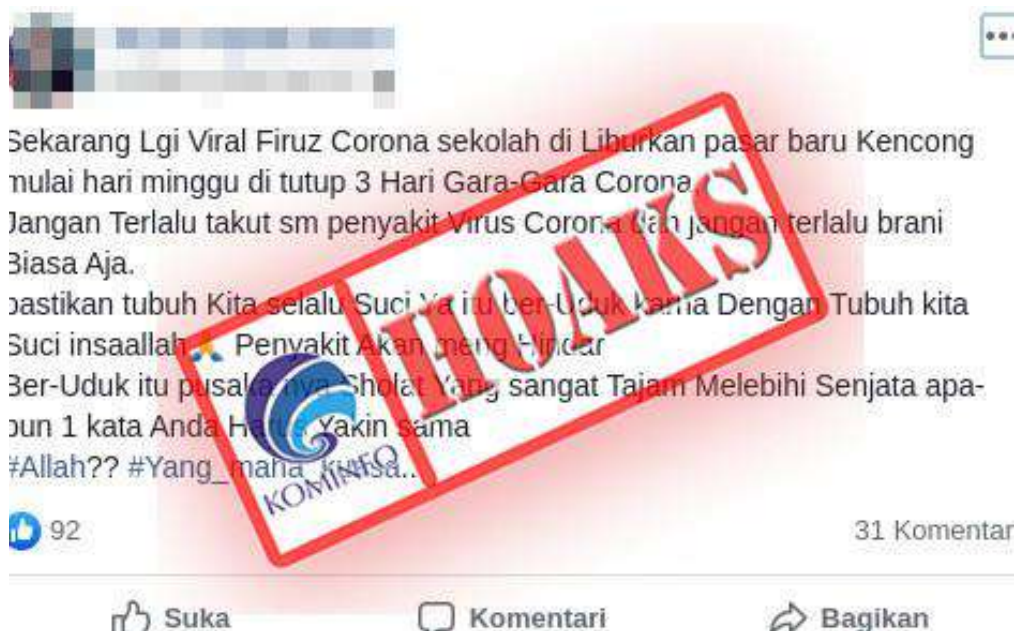 Sekarang Lgi Viral Firuz Corona sekolah di Liburkan pasar baru Kencong
mulai hari minggu di tutup 3 Hari Gara-Gara Corona
Jangan Terlalu takut sm penyakit Virus Corona dan jangan terlalu brani
Biasa Aja.
pastikan tubuh Kita selalu Suci Ya itu ber-Uduk karna Dengan Tubuh kita
Suci insaallah🙏 Penyakit Akan meng Hindar
Ber-Uduk itu pusaka nya Sholat Yang sangat Tajam Melebihi Senjata apa-
pun 1 kata Anda Yakin sama
#Allah?? #Yang_maha_kuasa..
HOAKS
KOMINFO
92
31 Komentar
Suka
Komentari
Bagikan